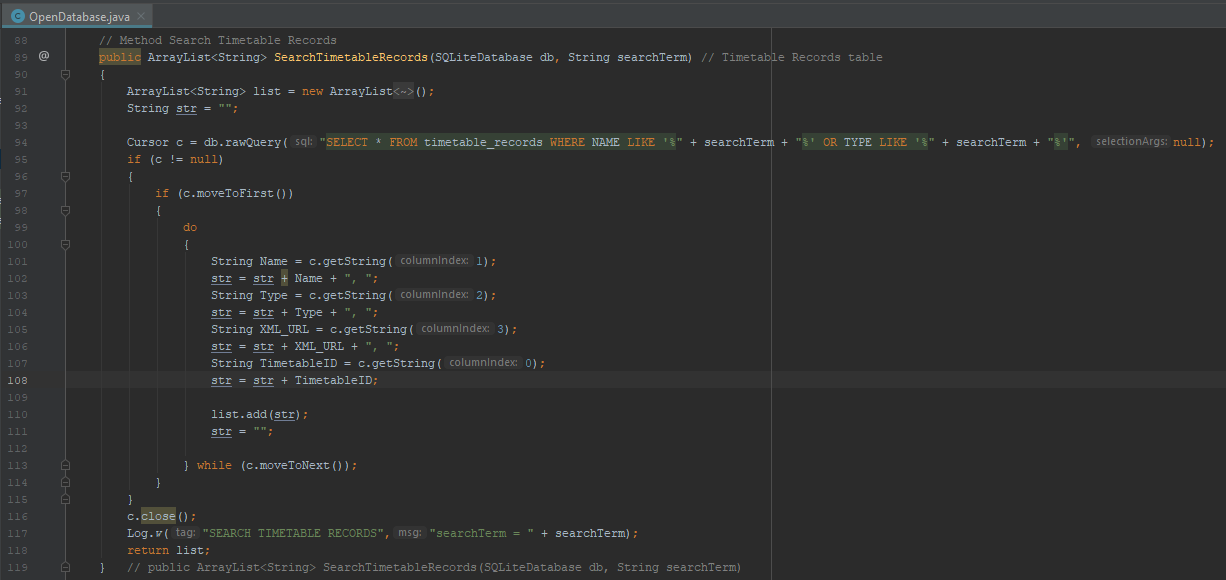 OpenDatabase.java
88 // Method Search Timetable Records
89 @ public ArrayList<String> SearchTimetableRecords(SQLiteDatabase db, String searchTerm) // Timetable Records table
90 {
91 ArrayList<String> list = new ArrayList<~>();
92 String str = "";
93
94 Cursor c = db.rawQuery( sql: "SELECT * FROM timetable_records WHERE NAME LIKE '%" + searchTerm + "%' OR TYPE LIKE '%" + searchTerm + "%'", selectionArgs: null);
95 if (c != null)
96 {
97 if (c.moveToFirst())
98 {
99 do
100 {
101 String Name = c.getString( columnIndex: 1);
102 str = str + Name + ", ";
103 String Type = c.getString( columnIndex: 2);
104 str = str + Type + ", ";
105 String XML_URL = c.getString( columnIndex: 3);
106 str = str + XML_URL + ", ";
107 String TimetableID = c.getString( columnIndex: 0);
108 str = str + TimetableID;
109
110 list.add(str);
111 str = "";
112
113 } while (c.moveToNext());
114 }
115 }
116 c.close();
117 Log.v( tag: "SEARCH TIMETABLE RECORDS", msg: "searchTerm = " + searchTerm);
118 return list;
119 } // public ArrayList<String> SearchTimetableRecords(SQLiteDatabase db, String searchTerm)